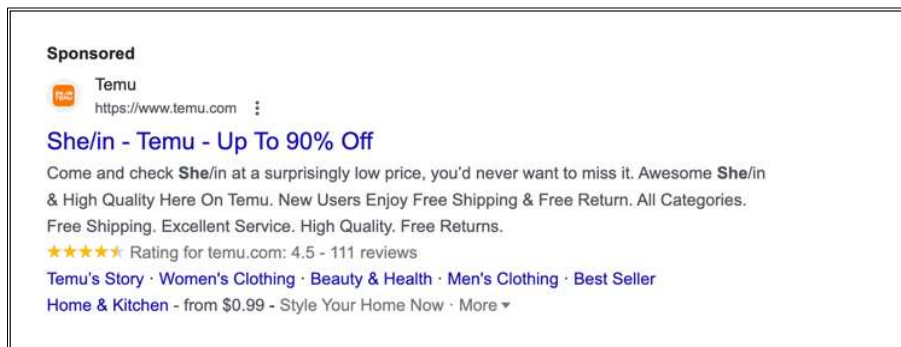 Sponsored
Temu
https://www.temu.com
She/in - Temu - Up To 90% Off
Come and check She/in at a surprisingly low price, you'd never want to miss it. Awesome She/in
& High Quality Here On Temu. New Users Enjoy Free Shipping & Free Return. All Categories.
Free Shipping. Excellent Service. High Quality. Free Returns.
Rating for temu.com: 4.5 - 111 reviews
Temu's Story · Women's Clothing · Beauty & Health · Men's Clothing · Best Seller
Home & Kitchen - from $0.99 - Style Your Home Now · More